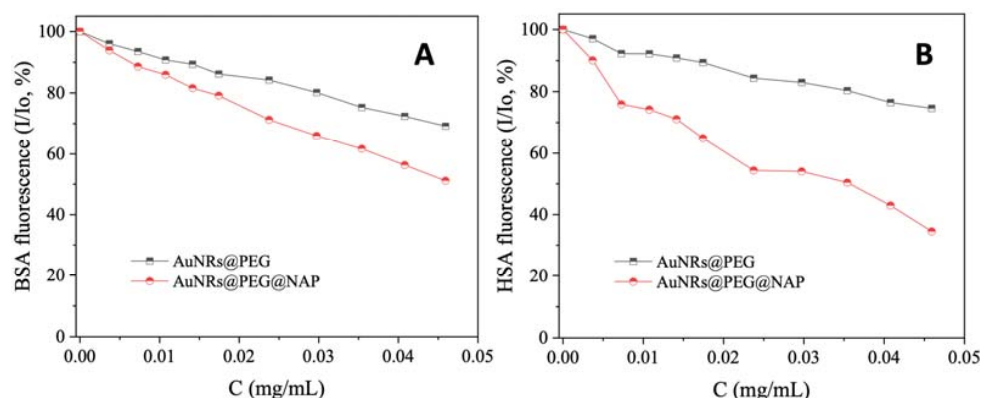 A
BSA fluorescence (I/Io, %)
100
80
60
40
20
0
AuNRs@PEG
AuNRs@PEG@NAP
0.00 0.01 0.02 0.03 0.04 0.05
C (mg/mL)
B
HSA fluorescence (I/Io, %)
100
80
60
40
20
0
AuNRs@PEG
AuNRs@PEG@NAP
0.00 0.01 0.02 0.03 0.04 0.05
C (mg/mL)